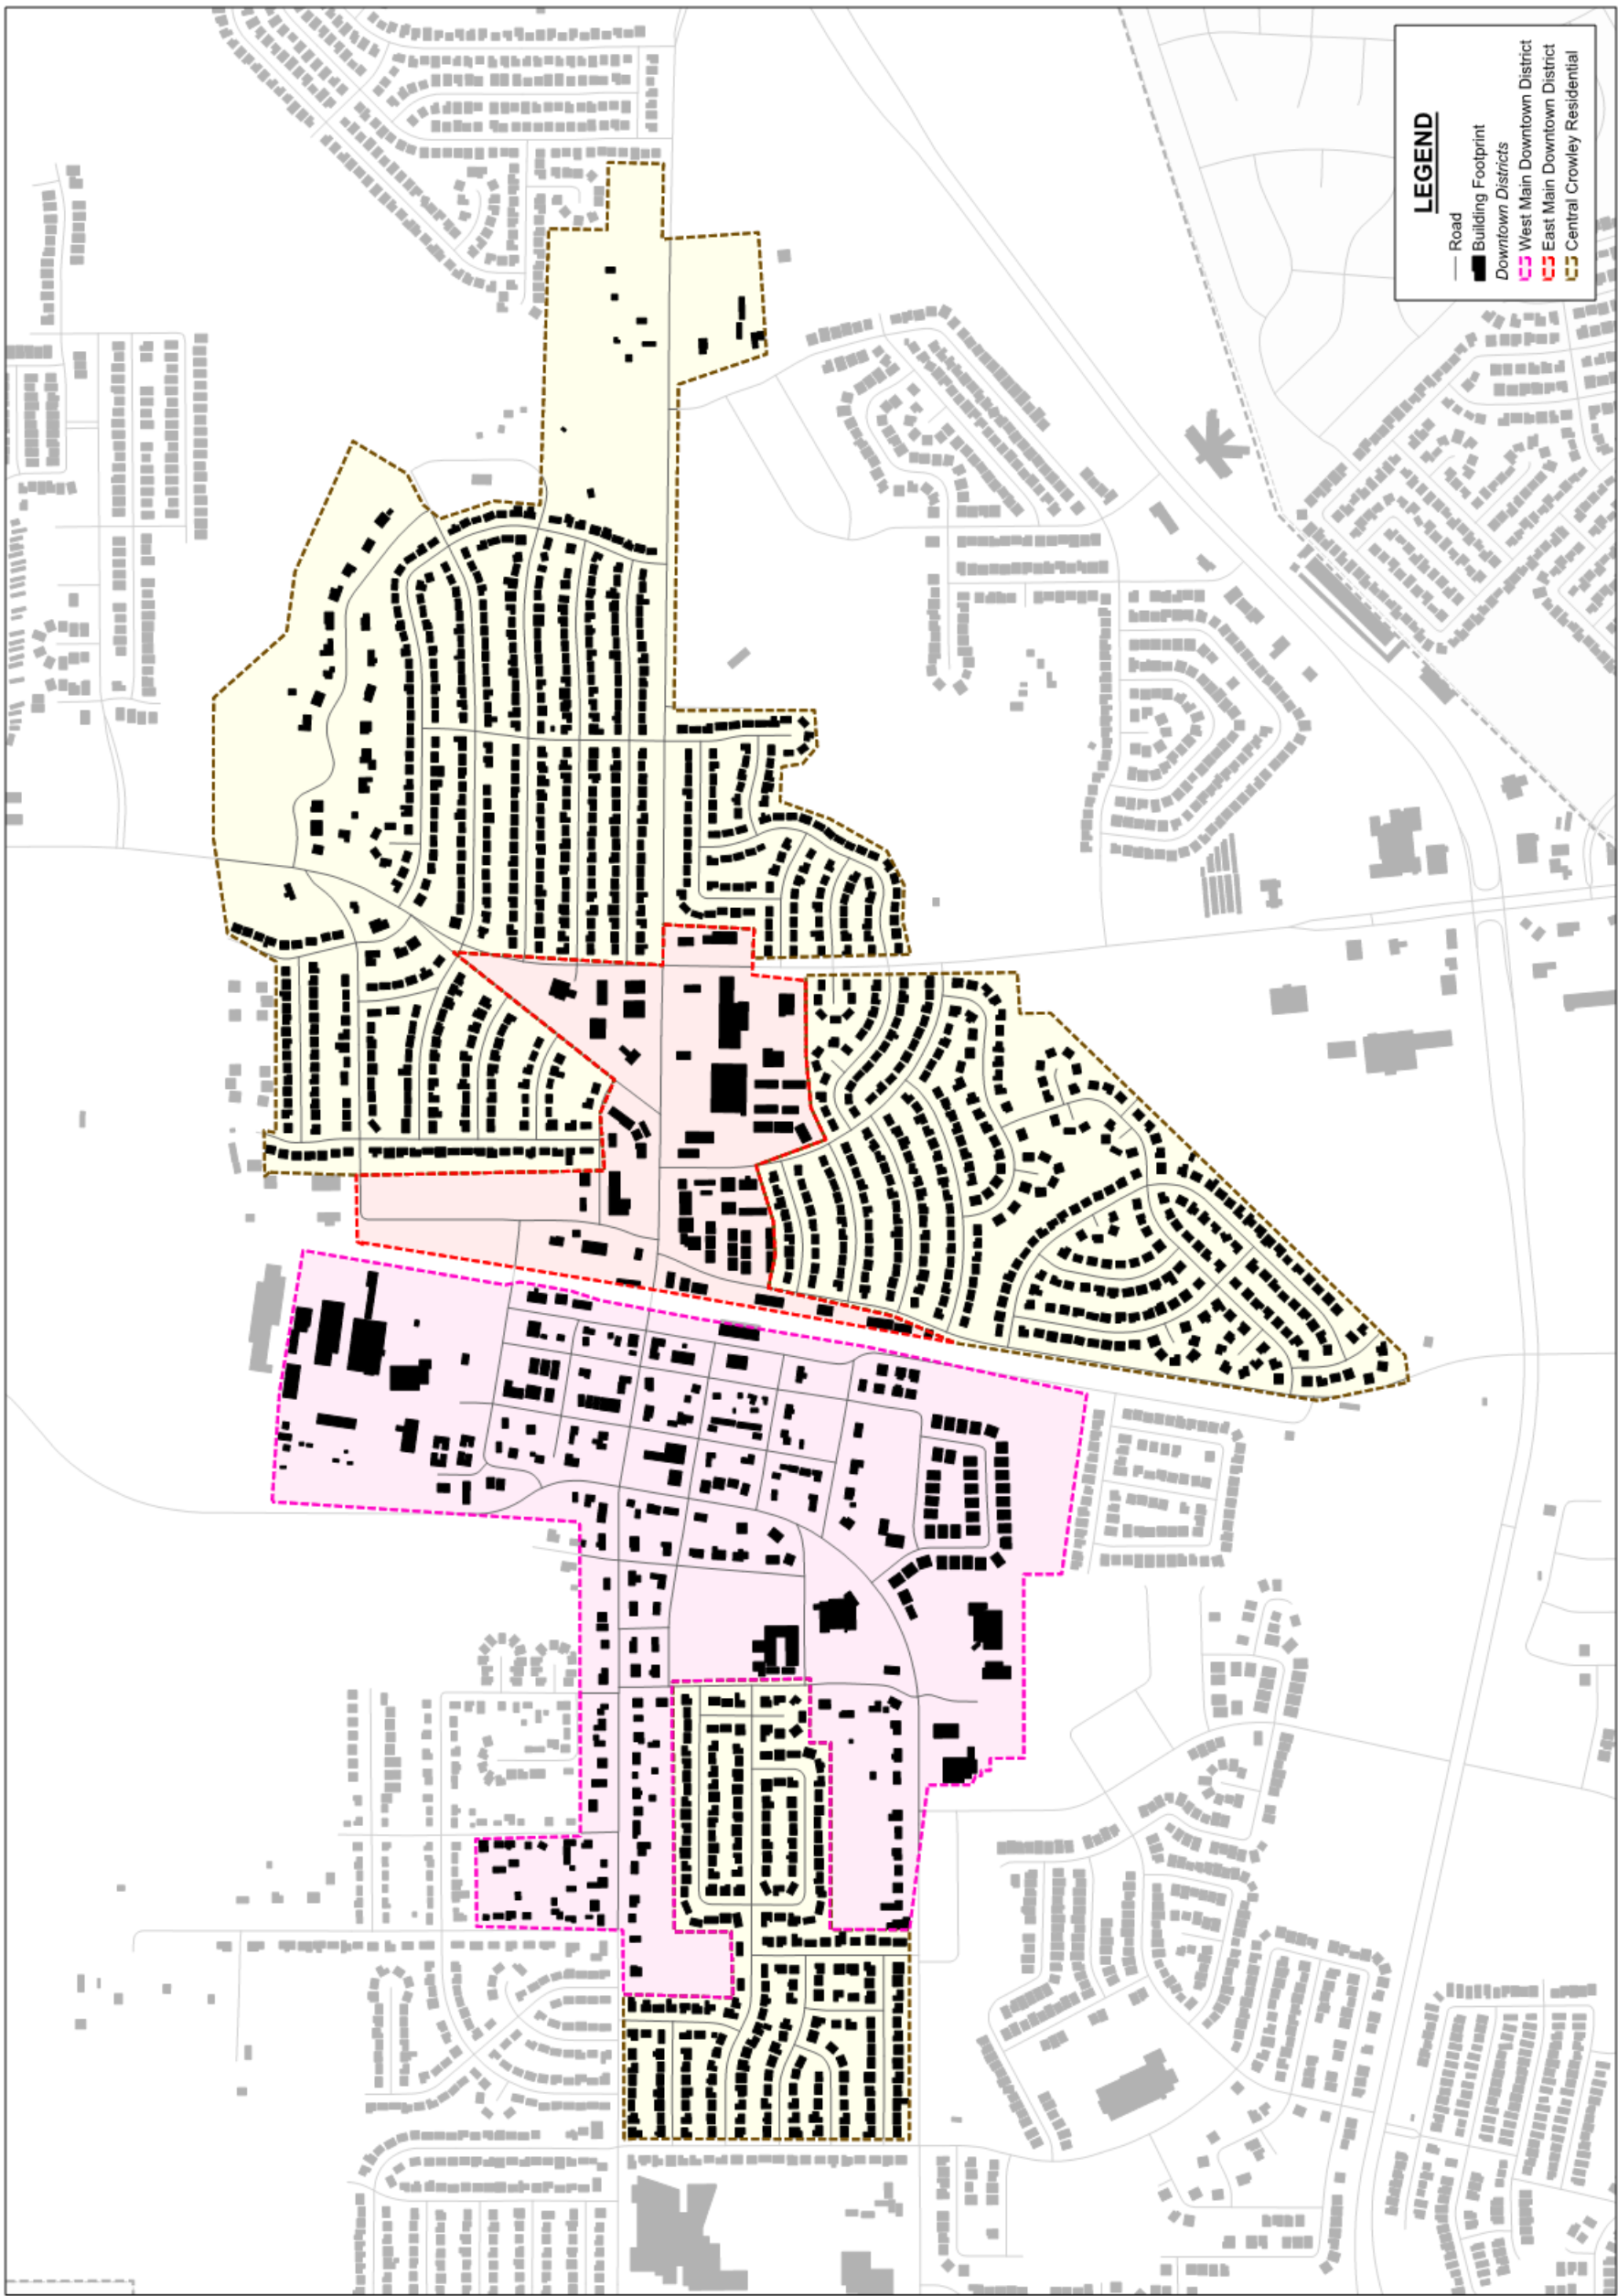 LEGEND
Road
Building Footprint
Downtown Districts
West Main Downtown District
East Main Downtown District
Central Crowley Residential